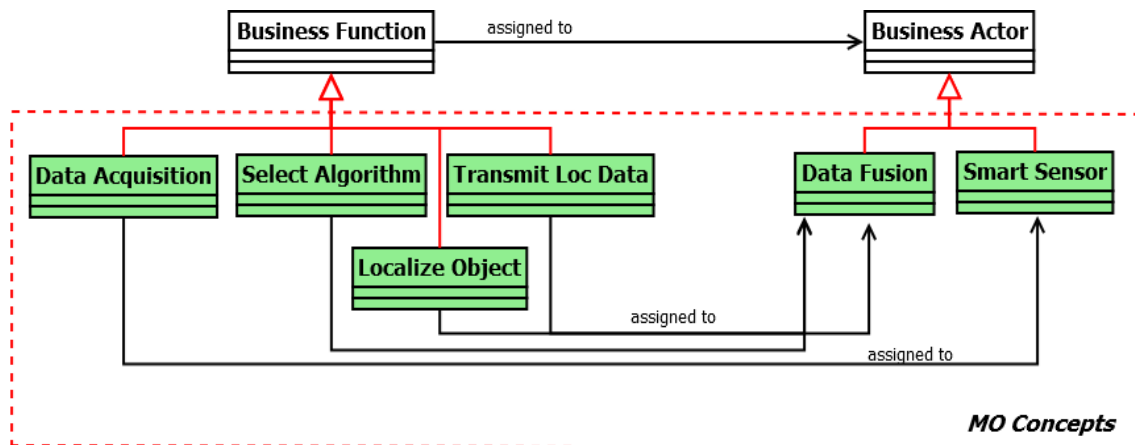 Business Function
assigned to
Business Actor
Data Acquisition
Select Algorithm
Transmit Loc Data
Data Fusion
Smart Sensor
Localize Object
assigned to
assigned to
MO Concepts